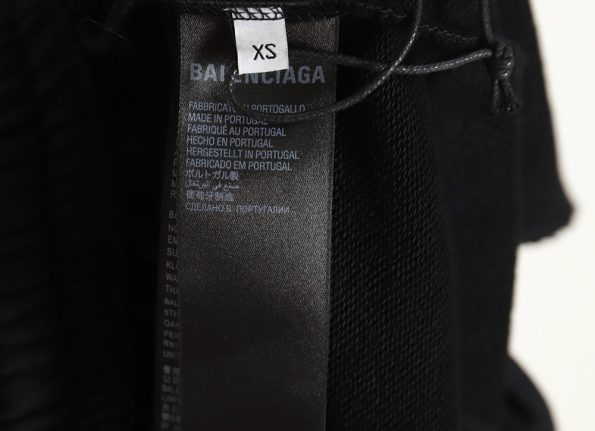 XS
BALENCIAGA
FABBRICATO IN PORTOGALLO
MADE IN PORTUGAL
FABRIQUÉ AU PORTUGAL
HECHO EN PORTUGAL
HERGESTELLT IN PORTUGAL
FABRICADO EM PORTUGAL
ポルトガル製
صنع في البرتغال
葡萄牙制造
СДЕЛАНО В ПОРТУГАЛИИ